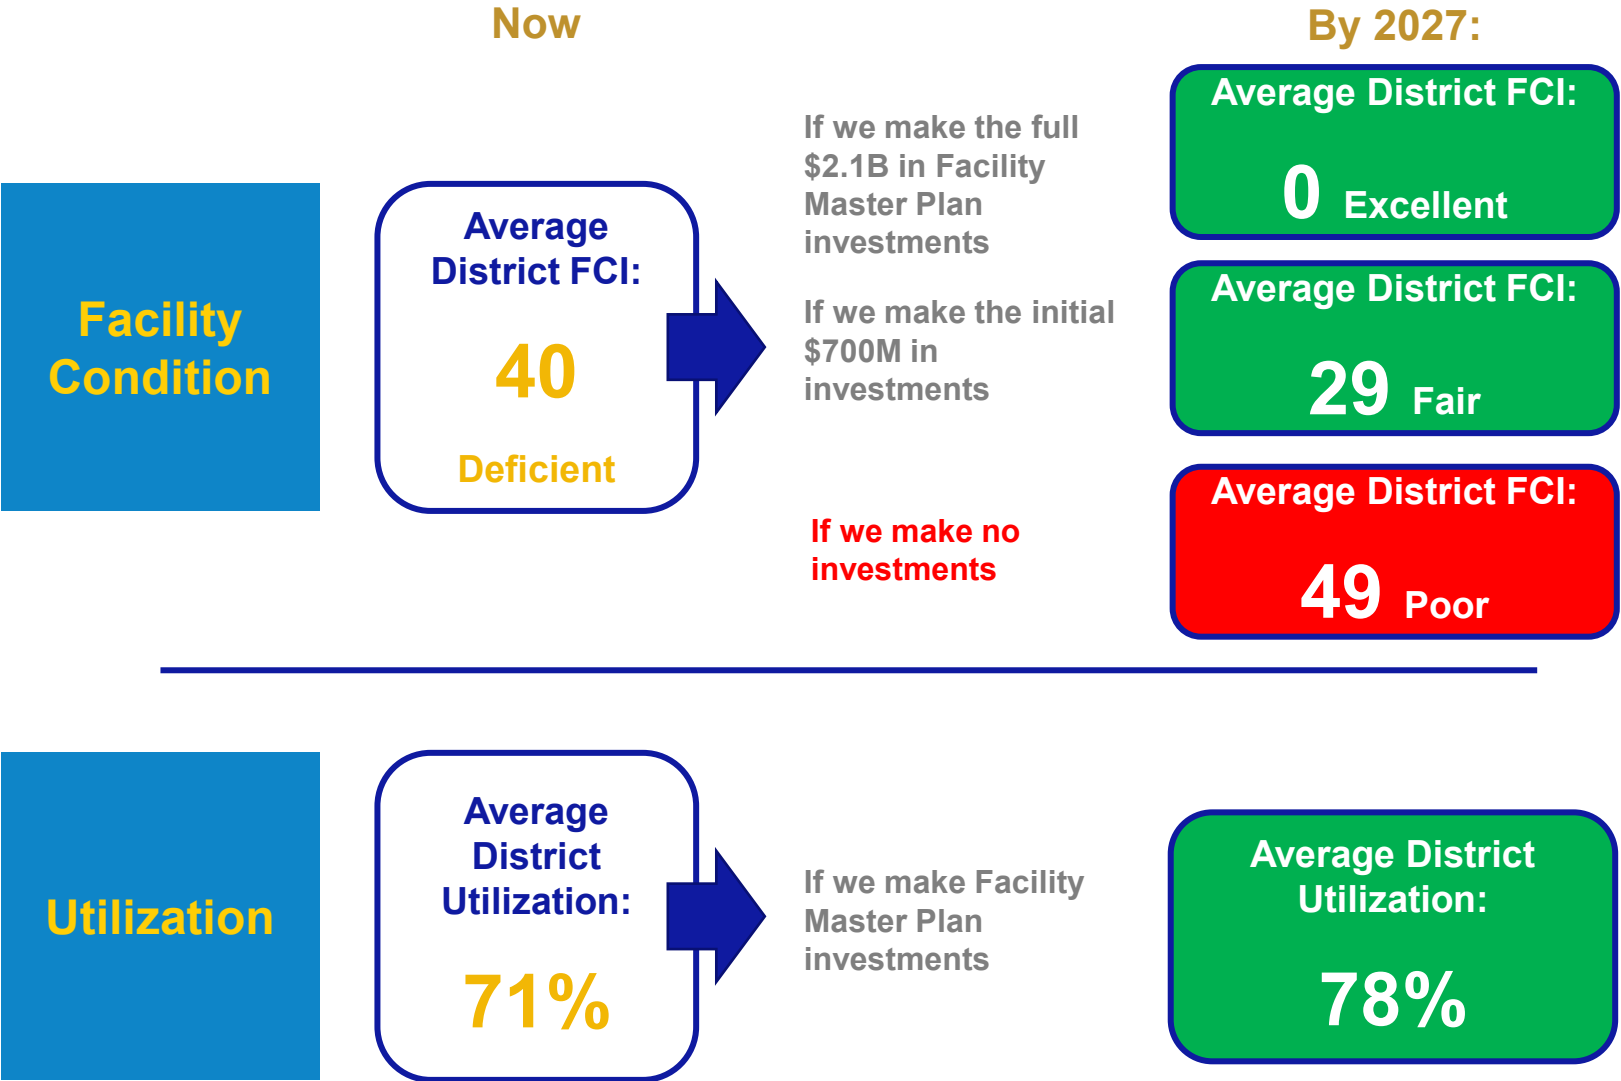 Now
By 2027:
Facility
Condition
Average
District FCI:
40
Deficient
If we make the full
$2.1B in Facility
Master Plan
investments
Average District FCI:
0 Excellent
If we make the initial
$700M in
investments
Average District FCI:
29 Fair
If we make no
investments
Average District FCI:
49 Poor
Utilization
Average
District
Utilization:
71%
If we make Facility
Master Plan
investments
Average District
Utilization:
78%